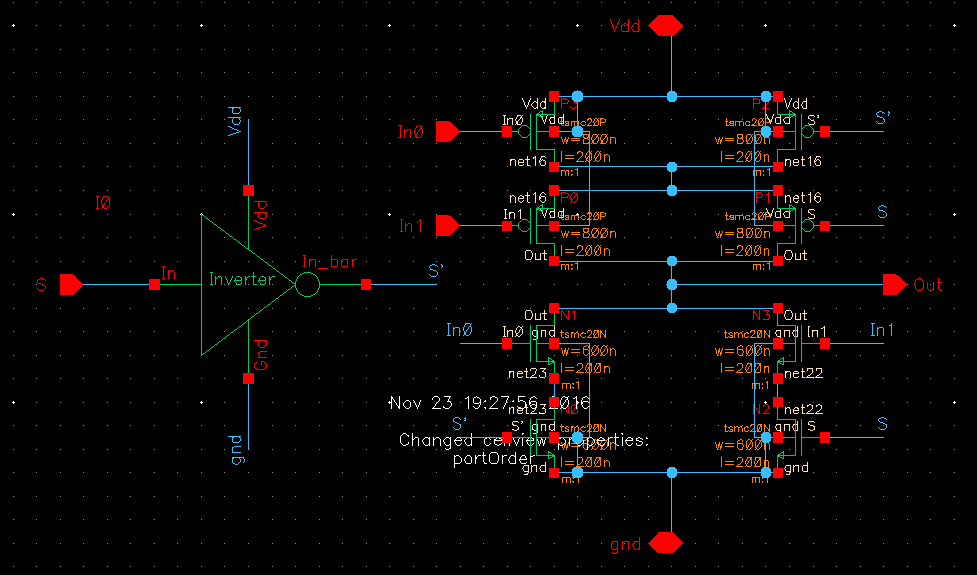 Vdd
Vdd
In0
P3
In0
Vdd
tsmc20P
w=800n
l=200n
m:1
net16
P2
Vdd
Vdd
S'
tsmc20P
w=800n
l=200n
m:1
net16
S'
In1
net16
P0
In1
Vdd
tsmc20P
w=800n
l=200n
m:1
Out
P1
net16
Vdd
S
tsmc20P
w=800n
l=200n
m:1
Out
S
I0
Vdd
Vdd
S
In
Inverter
In_bar
S'
Gnd
gnd
Out
Out
N1
In0
In0
gnd
tsmc20N
w=600n
l=200n
m:1
net23
N3
Out
gnd
In1
In1
tsmc20N
w=600n
l=200n
m:1
net22
Nov 23 19:27:56 2016
Changed cellview properties:
portOrder
net23
N0
S'
S'
gnd
tsmc20N
w=600n
l=200n
m:1
gnd
N2
net22
gnd
S
S
tsmc20N
w=600n
l=200n
m:1
gnd
gnd